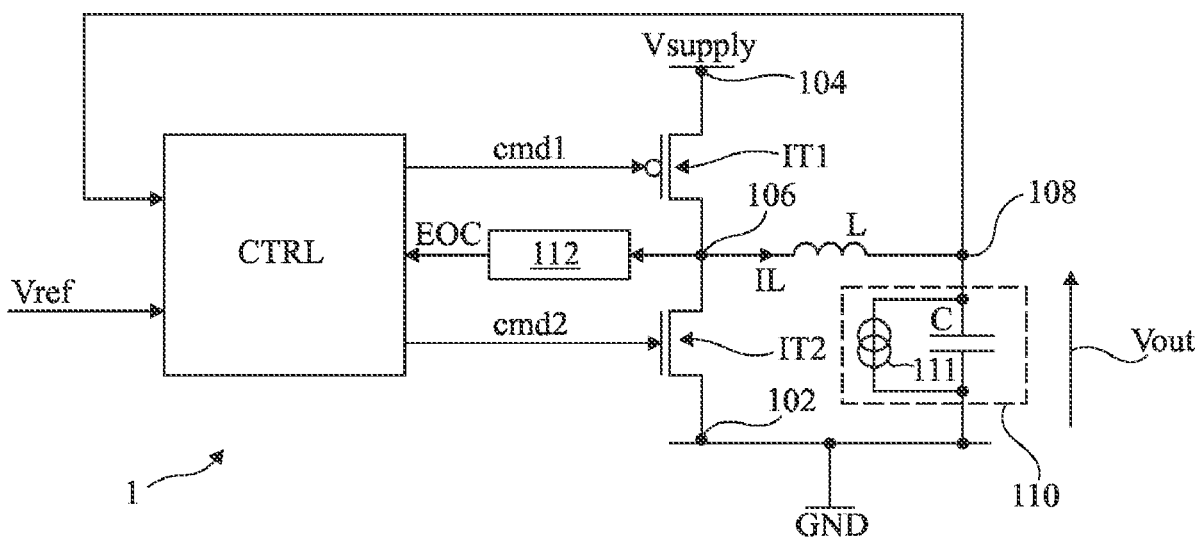 Vsupply
104
cmd1
IT1
106
108
L
CTRL
EOC
112
IL
Vref
cmd2
C
IT2
111
Vout
102
1
110
GND